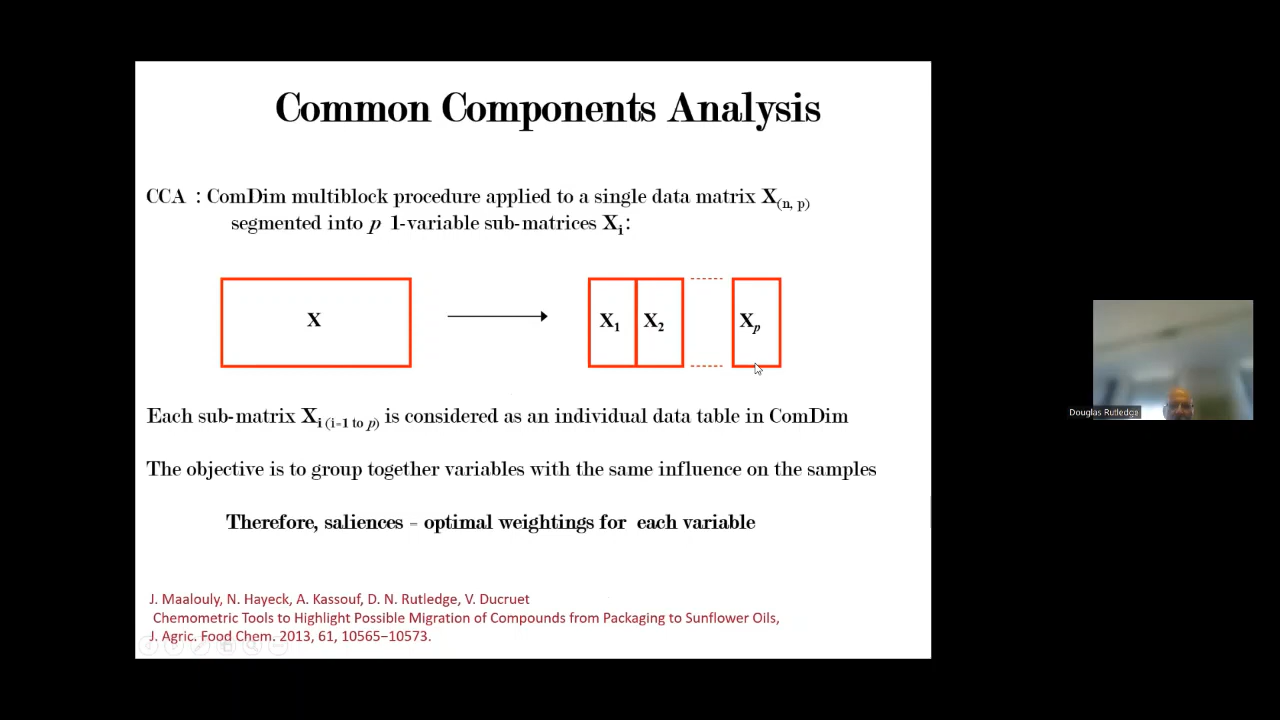 Common Components Analysis
CCA : ComDim multiblock procedure applied to a single data matrix X(n, p)
segmented into p 1-variable sub-matrices Xi:
X
X1 X2 Xp
Douglas Rutledge
Each sub-matrix Xi (i=1 to p) is considered as an individual data table in ComDim
The objective is to group together variables with the same influence on the samples
Therefore, saliences = optimal weightings for each variable
J. Maalouly, N. Hayeck, A. Kassouf, D. N. Rutledge, V. Ducruet
Chemometric Tools to Highlight Possible Migration of Compounds from Packaging to Sunflower Oils,
J. Agric. Food Chem. 2013, 61, 10565−10573.